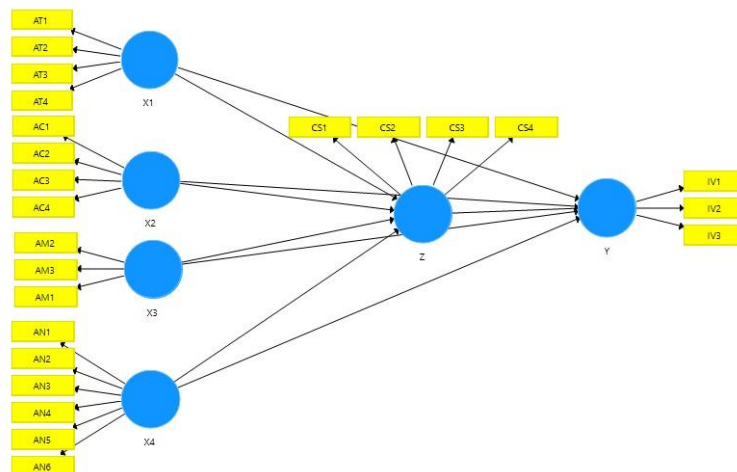 AT1
AT2
AT3
AT4
X1
AC1
AC2
AC3
AC4
X2
AM2
AM3
AM1
X3
AN1
AN2
AN3
AN4
AN5
AN6
X4
CS1
CS2
CS3
CS4
Z
Y
IV1
IV2
IV3